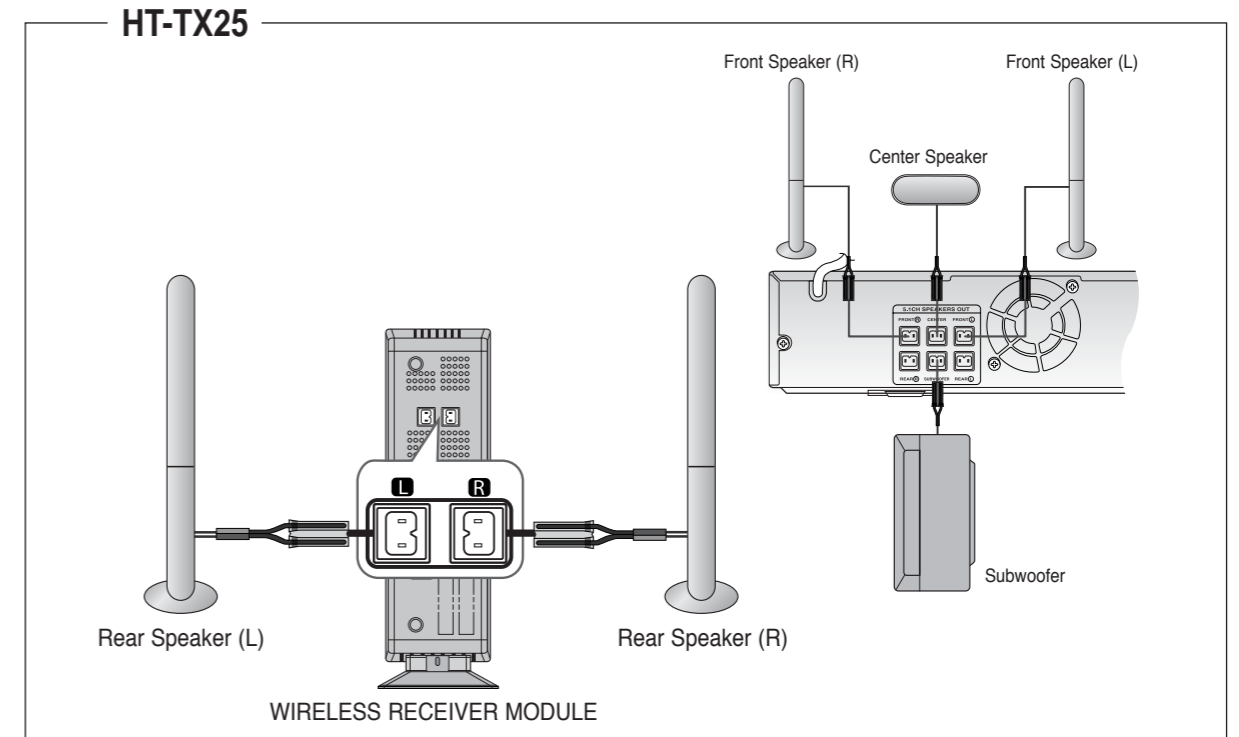 HT-TX25
Front Speaker (R)
Front Speaker (L)
Center Speaker
5.1CH SPEAKERS OUT
FRONT R CENTER FRONT L
REAR R SUBWOOFER REAR L
L R
Subwoofer
Rear Speaker (L)
Rear Speaker (R)
WIRELESS RECEIVER MODULE